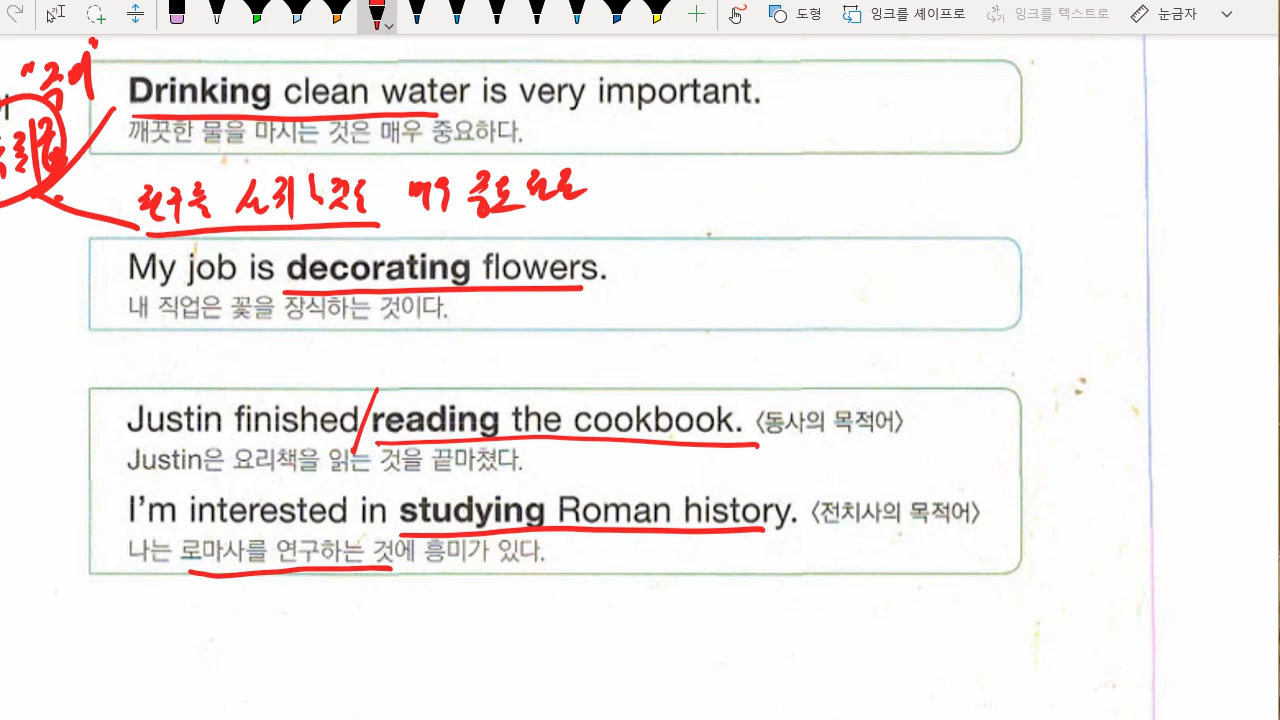 도형 잉크를 셰이프로 잉크를 텍스트로 눈금자
Drinking clean water is very important.
깨끗한 물을 마시는 것은 매우 중요하다.
My job is decorating flowers.
내 직업은 꽃을 장식하는 것이다.
Justin finished reading the cookbook. 〈동사의 목적어〉
Justin은 요리책을 읽는 것을 끝마쳤다.
I'm interested in studying Roman history. 〈전치사의 목적어〉
나는 로마사를 연구하는 것에 흥미가 있다.